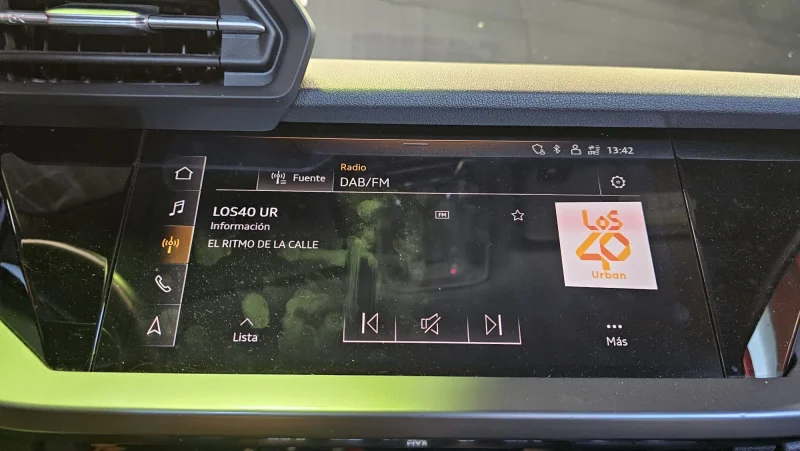 13:42
Radio
Fuente
DAB/FM
LOS40 UR
FM
Información
EL RITMO DE LA CALLE
LOS
40
Urban
Lista
Más